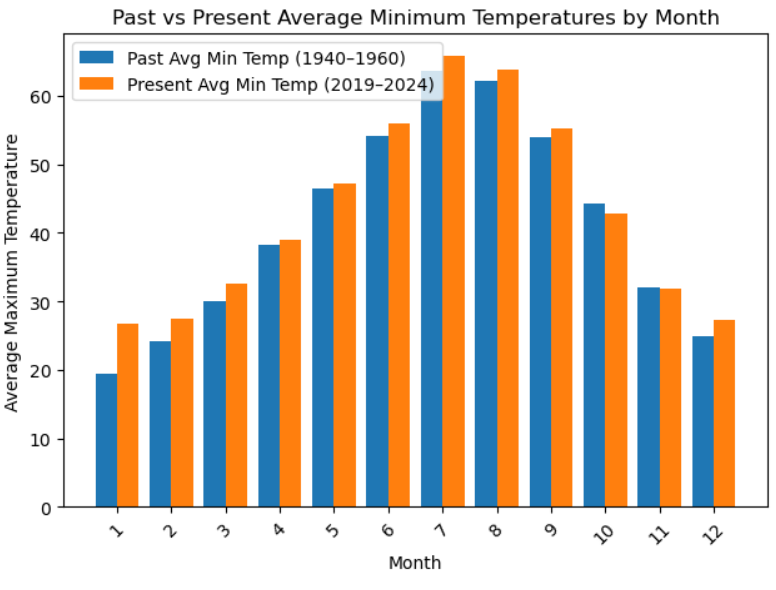 Past vs Present Average Minimum Temperatures by Month
Past Avg Min Temp (1940–1960)
Present Avg Min Temp (2019–2024)
Average Maximum Temperature
60
50
40
30
20
10
0
1 2 3 4 5 6 7 8 9 10 11 12
Month